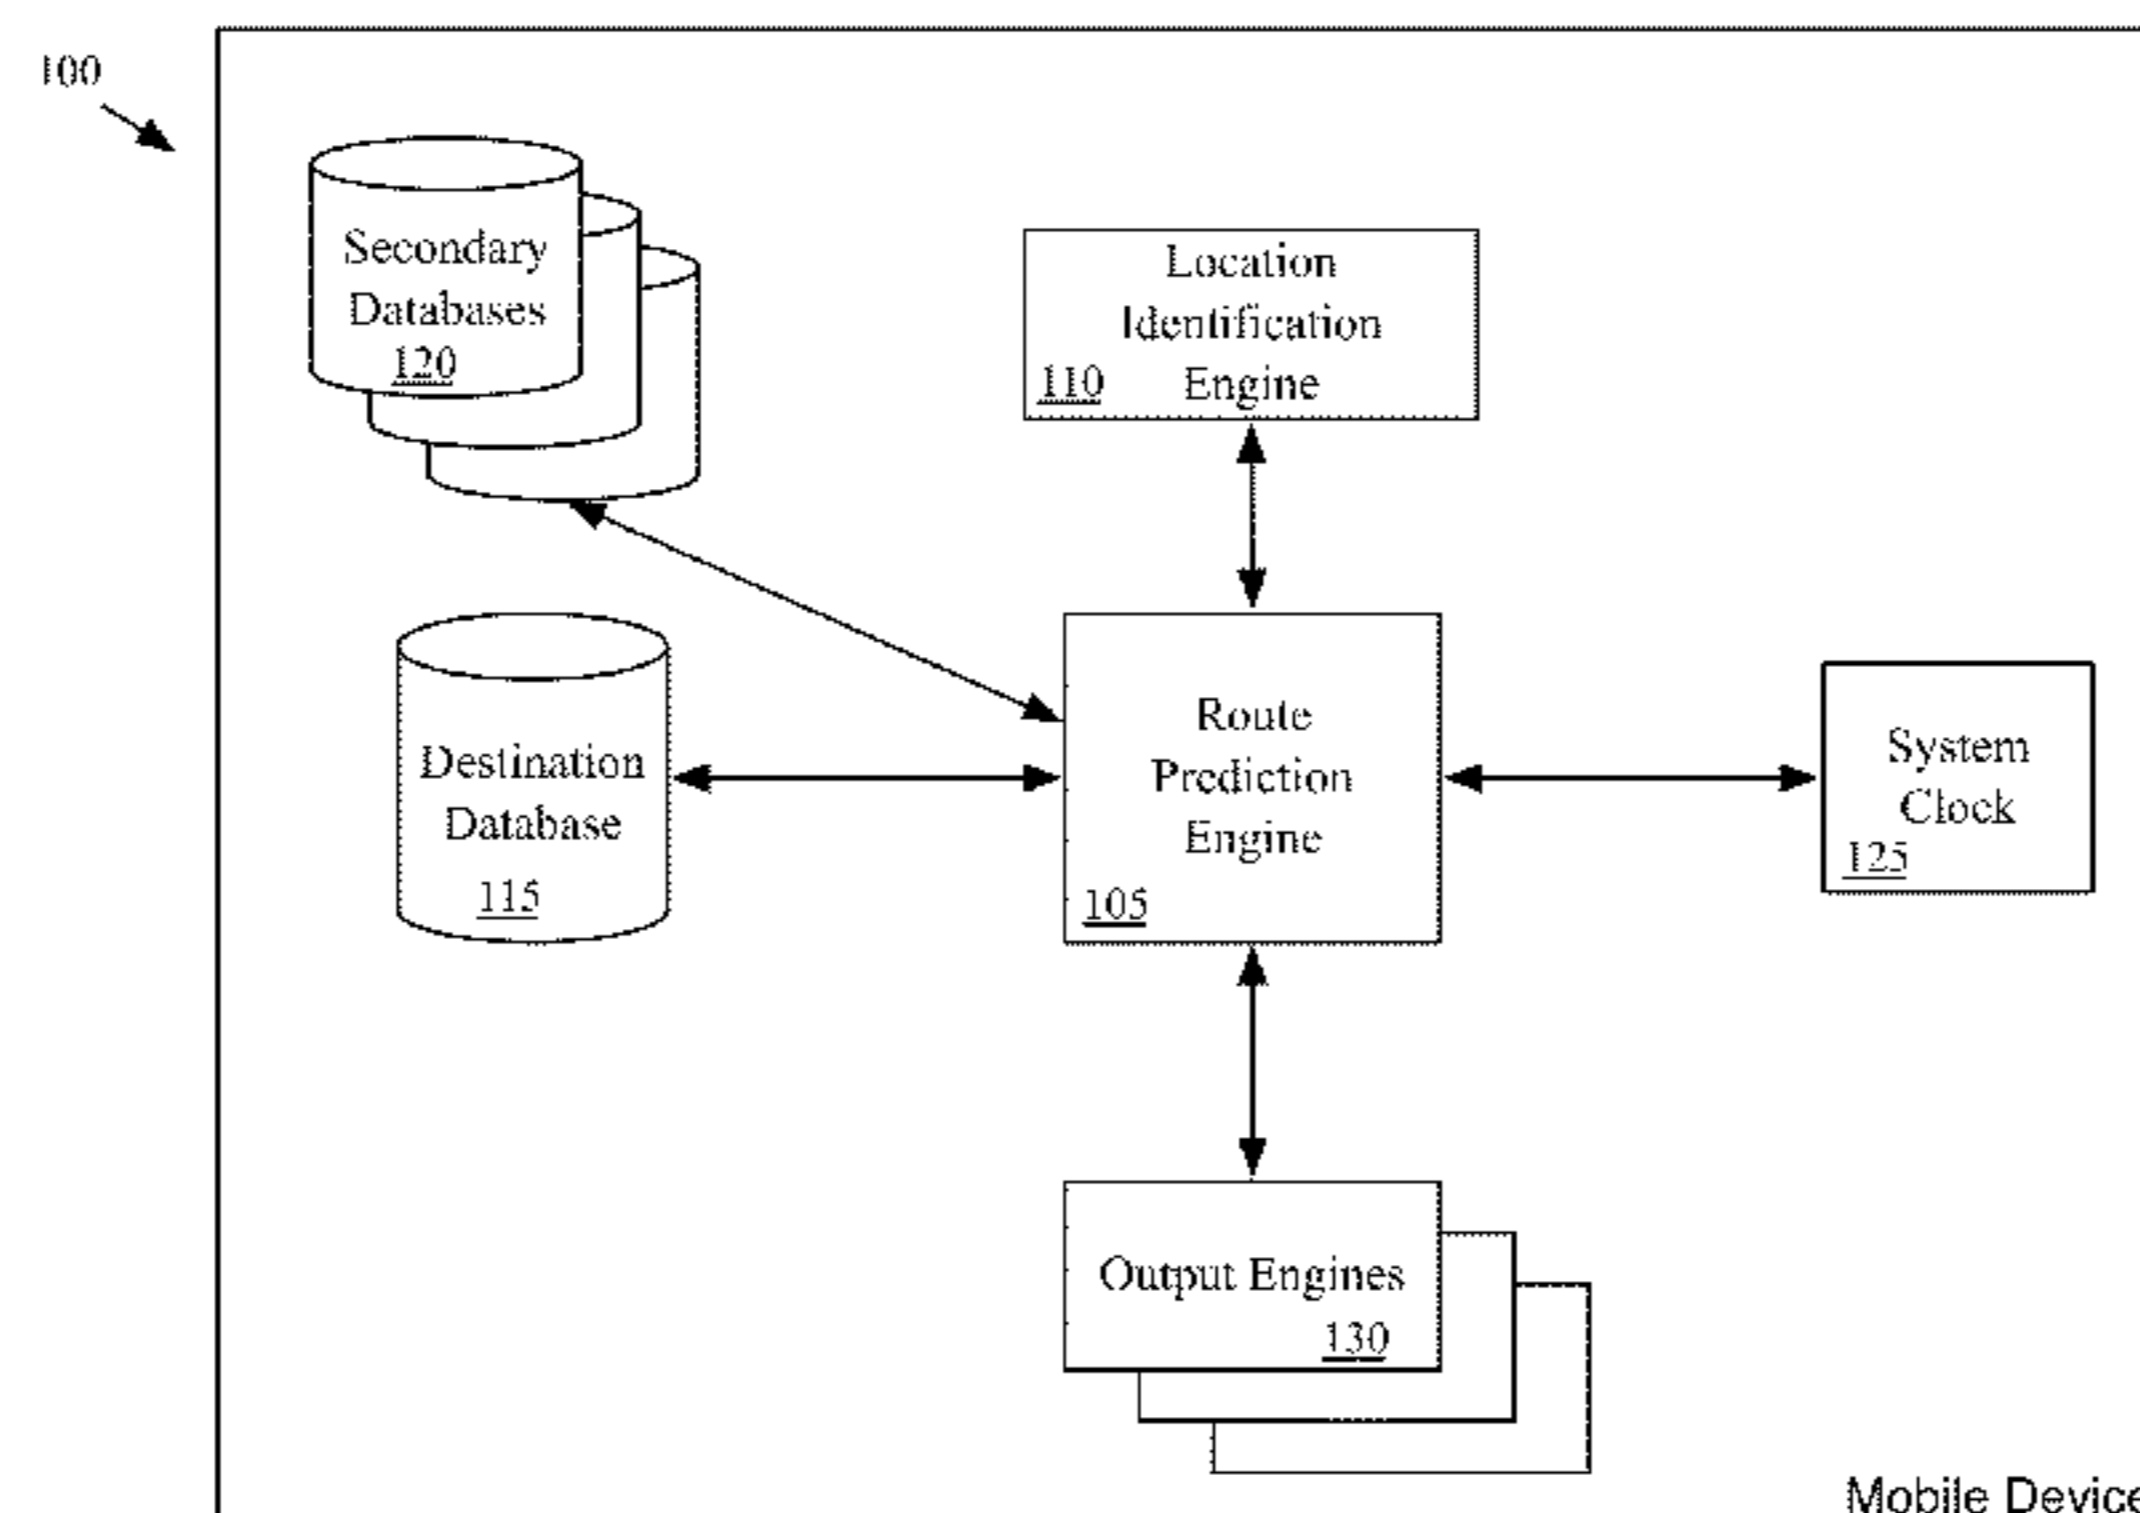 100
Secondary
Databases
120
Location
Identification
Engine
110
Destination
Database
115
Route
Prediction
Engine
105
System
Clock
125
Output Engines
130
Mobile Device